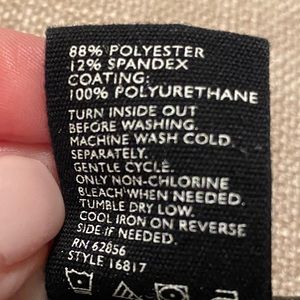 88% POLYESTER
12% SPANDEX
COATING:
100% POLYURETHANE
TURN INSIDE OUT
BEFORE WASHING.
MACHINE WASH COLD
SEPARATELY.
GENTLE CYCLE.
ONLY NON-CHLORINE
BLEACH WHEN NEEDED.
TUMBLE DRY LOW.
COOL IRON ON REVERSE
SIDE IF NEEDED.
RN 62856
STYLE 16817